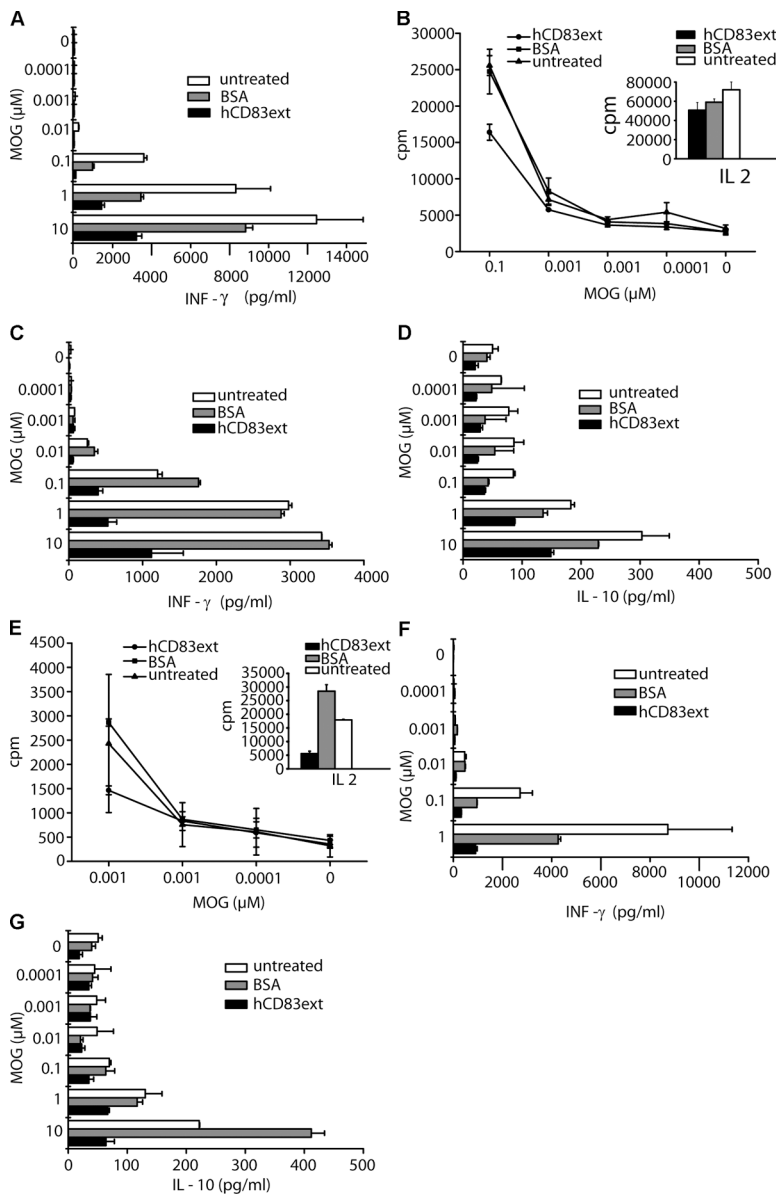 A
MOG (µM)
0
0.0001
0.001
0.01
0.1
1
10
untreated
BSA
hCD83ext
0 2000 6000 10000 14000
4000 8000 12000
INF - γ (pg/ml)
B
hCD83ext
BSA
untreated
hCD83ext
BSA
untreated
cpm
30000
25000
20000
15000
10000
5000
0
cpm
80000
60000
40000
20000
0
IL 2
0.1 0.001 0.001 0.0001 0
MOG (µM)
C
MOG (µM)
0
0.0001
0.001
0.01
0.1
1
10
untreated
BSA
hCD83ext
0 1000 2000 3000 4000
INF - γ (pg/ml)
D
MOG (µM)
0
0.0001
0.001
0.01
0.1
1
10
untreated
BSA
hCD83ext
0 100 200 300 400 500
IL - 10 (pg/ml)
E
hCD83ext
BSA
untreated
hCD83ext
BSA
untreated
cpm
4500
4000
3500
3000
2500
2000
1500
1000
500
0
cpm
35000
30000
25000
20000
15000
10000
5000
0
IL 2
0.001 0.001 0.0001 0
MOG (µM)
F
MOG (µM)
0
0.0001
0.001
0.01
0.1
1
untreated
BSA
hCD83ext
0 2000 4000 6000 8000 10000 12000
INF -γ (pg/ml)
G
MOG (µM)
0
0.0001
0.001
0.01
0.1
1
10
untreated
BSA
hCD83ext
0 100 200 300 400 500
IL - 10 (pg/ml)